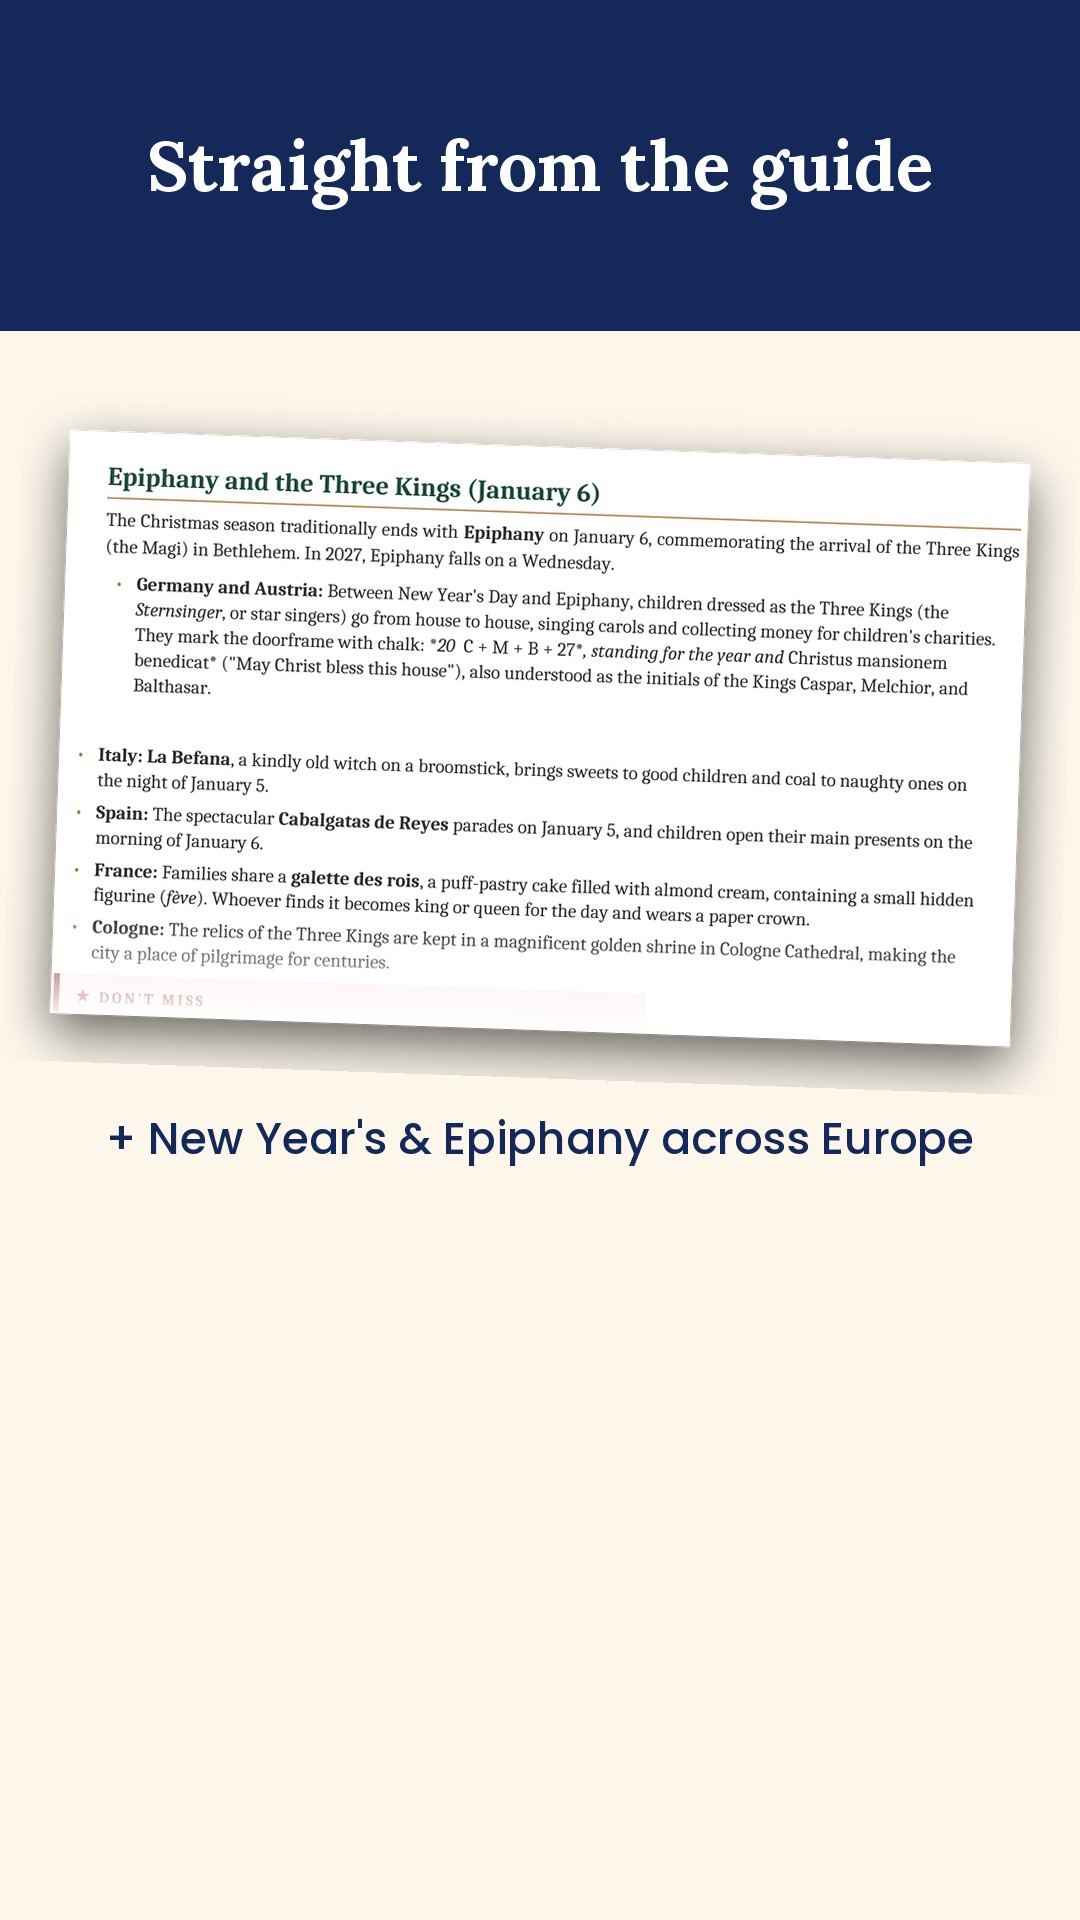 Straight from the guide
Epiphany and the Three Kings (January 6)
The Christmas season traditionally ends with Epiphany on January 6, commemorating the arrival of the Three Kings
(the Magi) in Bethlehem. In 2027, Epiphany falls on a Wednesday.
• Germany and Austria: Between New Year's Day and Epiphany, children dressed as the Three Kings (the
Sternsinger, or star singers) go from house to house, singing carols and collecting money for children's charities.
They mark the doorframe with chalk: *20 C + M + B + 27*, standing for the year and Christus mansionem
benedicat* ("May Christ bless this house"), also understood as the initials of the Kings Caspar, Melchior, and
Balthasar.
• Italy: La Befana, a kindly old witch on a broomstick, brings sweets to good children and coal to naughty ones on
the night of January 5.
• Spain: The spectacular Cabalgatas de Reyes parades on January 5, and children open their main presents on the
morning of January 6.
• France: Families share a galette des rois, a puff-pastry cake filled with almond cream, containing a small hidden
figurine (fève). Whoever finds it becomes king or queen for the day and wears a paper crown.
• Cologne: The relics of the Three Kings are kept in a magnificent golden shrine in Cologne Cathedral, making the
city a place of pilgrimage for centuries.
★ DON'T MISS
+ New Year's & Epiphany across Europe